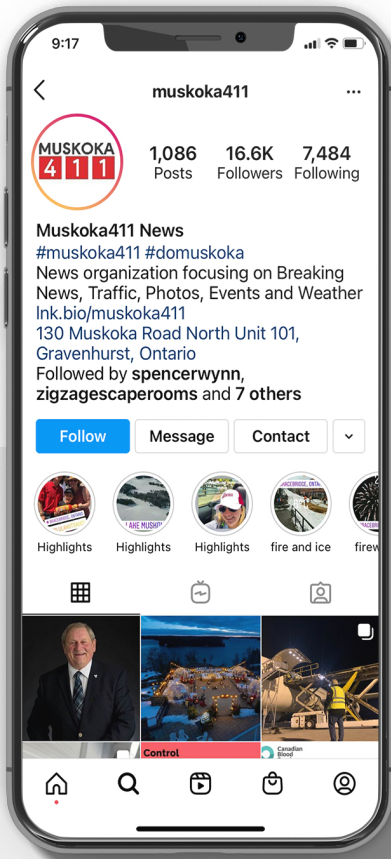 9:17
muskoka411
MUSKOKA
411
1,086 16.6K 7,484
Posts Followers Following
Muskoka411 News
#muskoka411 #domuskoka
News organization focusing on Breaking
News, Traffic, Photos, Events and Weather
lnk.bio/muskoka411
130 Muskoka Road North Unit 101,
Gravenhurst, Ontario
Followed by spencerwynn,
zigzagescaperooms and 7 others
Follow Message Contact
Highlights Highlights Highlights fire and ice firew
Control
Canadian
Blood